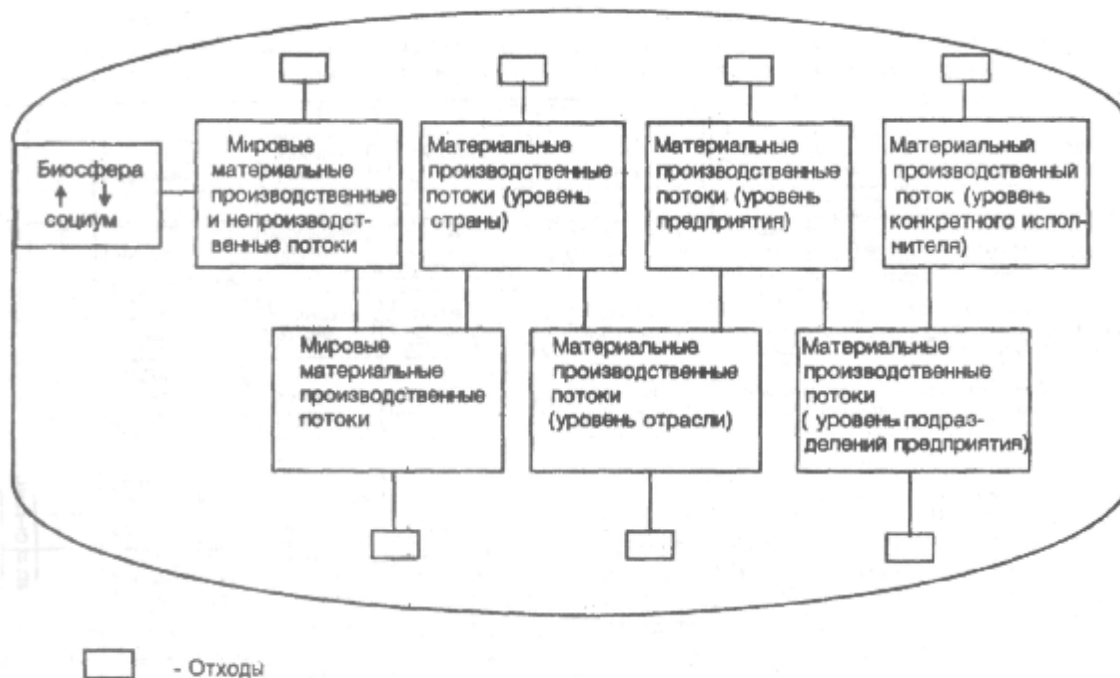 Биосфера
социум
Мировые
материальные
производственные
и непроизводст-
венные потоки
Материальные
производственные
потоки (уровень
страны)
Материальные
производственные
потоки (уровень
предприятия)
Материальный
производственный
поток (уровень
конкретного испол-
нителя)
Мировые
материальные
производственные
потоки
Материальные
производственные
потоки
(уровень отрасли)
Материальные
производственные
потоки
( уровень подраз-
делений предприятия)
- Отходы